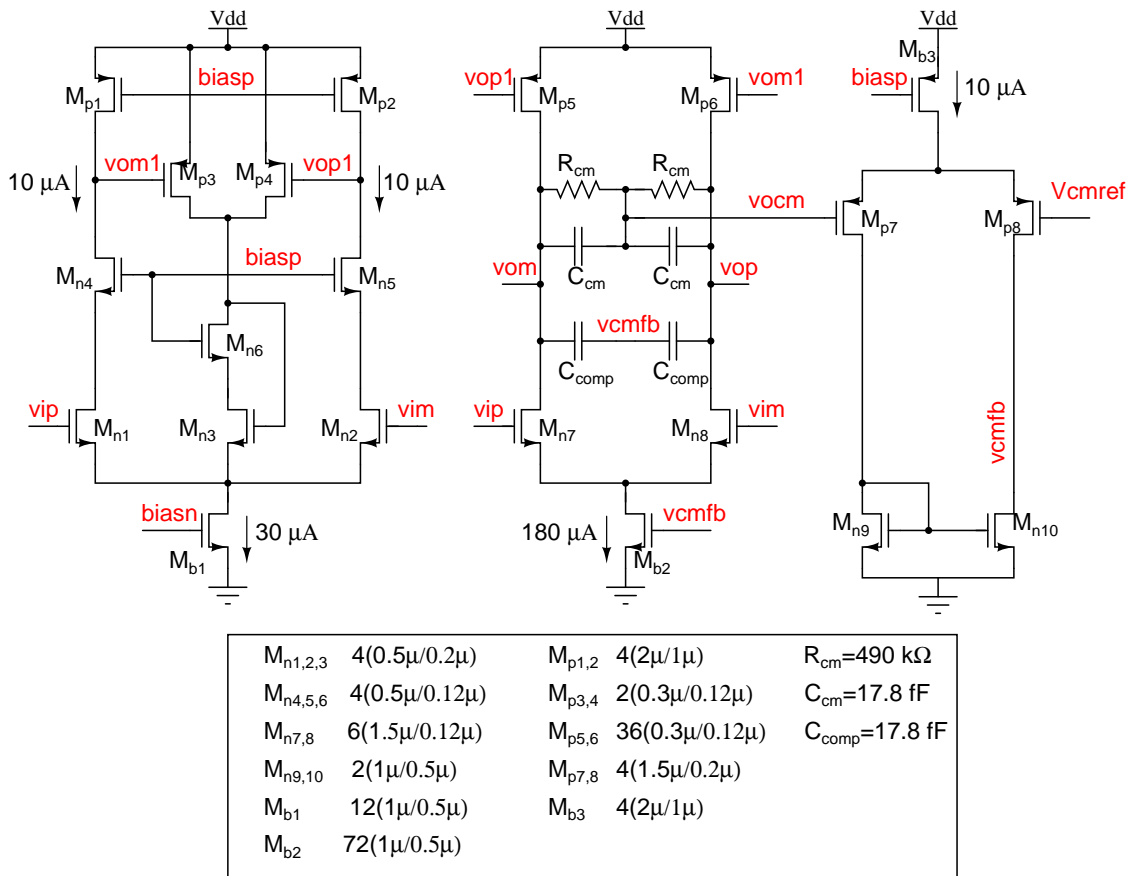 Vdd
Vdd
Vdd
Mp1
biasp
Mp2
vom1
Mp3
Mp4
vop1
10 µA
10 µA
Mn4
biasp
Mn5
Mn6
vip
Mn1
Mn3
Mn2
vim
biasn
30 µA
Mb1
vop1
Mp5
Mp6
vom1
Rcm
Rcm
vocm
vom
Ccm
Ccm
vop
vcmfb
Ccomp
Ccomp
vip
Mn7
Mn8
vim
180 µA
vcmfb
Mb2
Mb3
biasp
10 µA
Mp7
Mp8
Vcmref
vcmfb
Mn9
Mn10
Mn1,2,3 4(0.5µ/0.2µ) Mp1,2 4(2µ/1µ) Rcm=490 kΩ
Mn4,5,6 4(0.5µ/0.12µ) Mp3,4 2(0.3µ/0.12µ) Ccm=17.8 fF
Mn7,8 6(1.5µ/0.12µ) Mp5,6 36(0.3µ/0.12µ) Ccomp=17.8 fF
Mn9,10 2(1µ/0.5µ) Mp7,8 4(1.5µ/0.2µ)
Mb1 12(1µ/0.5µ) Mb3 4(2µ/1µ)
Mb2 72(1µ/0.5µ)